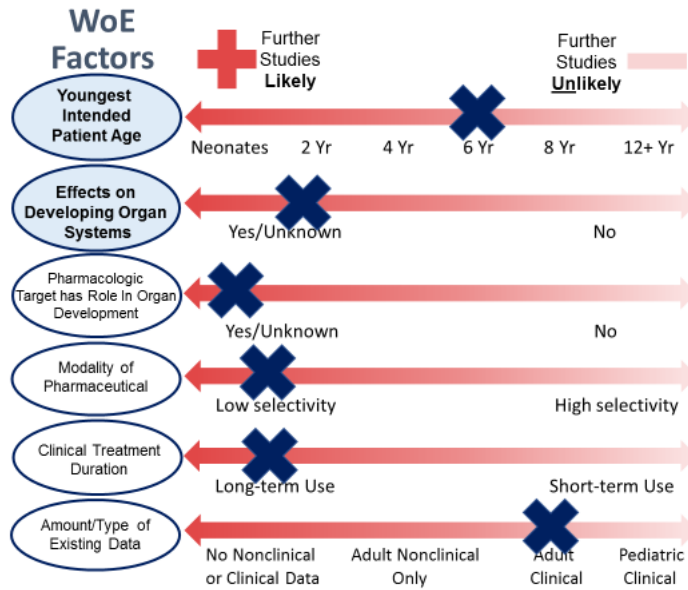 WoE
Factors
Further
Studies
Likely
Further
Studies
Unlikely
Youngest
Intended
Patient Age
Neonates 2 Yr 4 Yr 6 Yr 8 Yr 12+ Yr
Effects on
Developing Organ
Systems
Yes/Unknown No
Pharmacologic
Target has Role In Organ
Development
Yes/Unknown No
Modality of
Pharmaceutical
Low selectivity High selectivity
Clinical Treatment
Duration
Long-term Use Short-term Use
Amount/Type of
Existing Data
No Nonclinical
or Clinical Data
Adult Nonclinical
Only
Adult
Clinical
Pediatric
Clinical